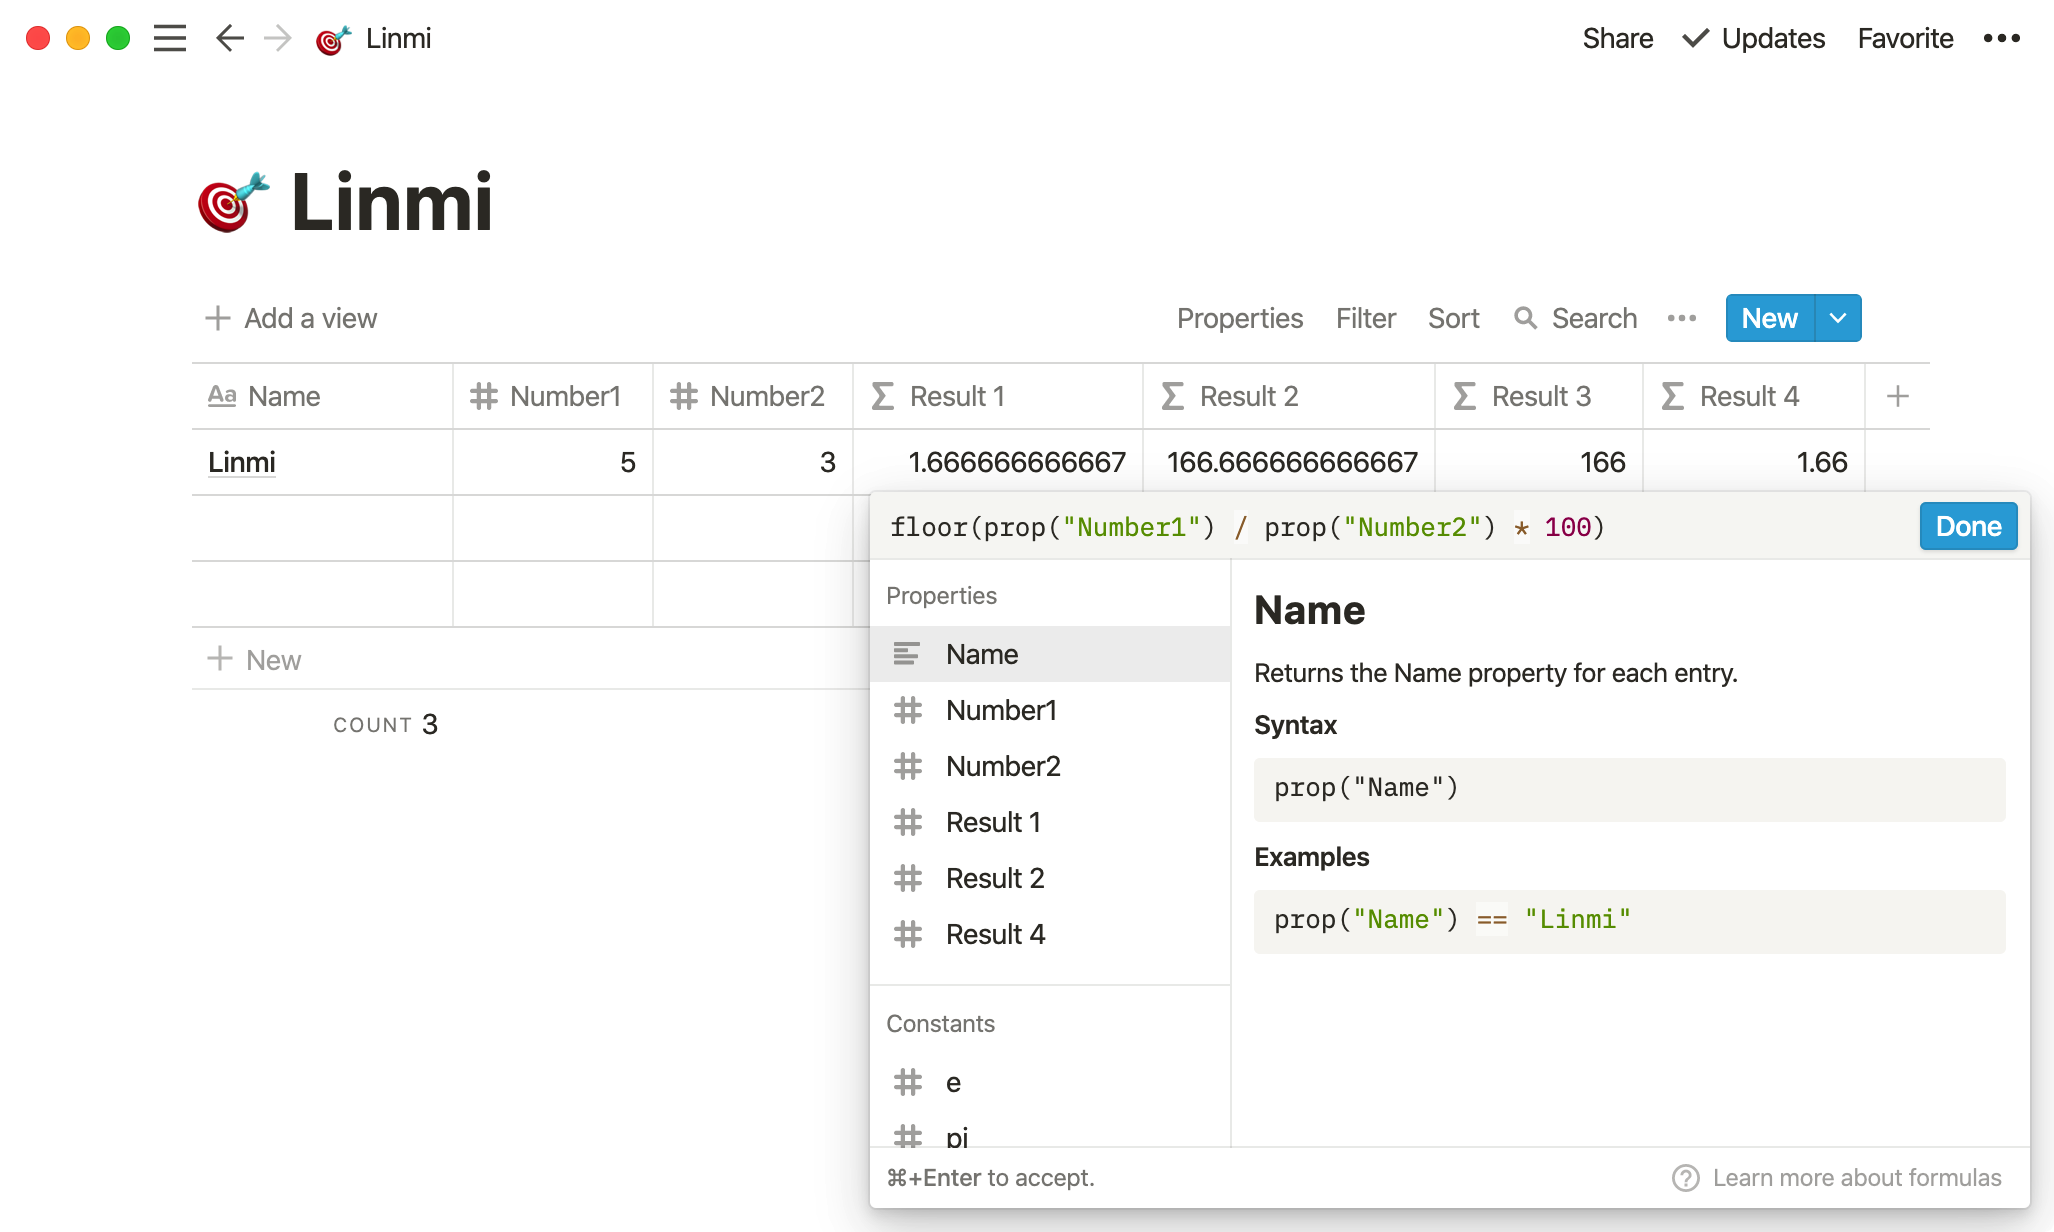 Linmi
Share Updates Favorite
Linmi
Add a view
Properties Filter Sort Search New
Aa Name Number1 Number2 Result 1 Result 2 Result 3 Result 4
Linmi 5 3 1.666666666667 166.666666666667 166 1.66
floor(prop("Number1") / prop("Number2") * 100)
Done
Properties
Name
Number1
Number2
Result 1
Result 2
Result 4
Constants
e
pi
Name
Returns the Name property for each entry.
Syntax
prop("Name")
Examples
prop("Name") == "Linmi"
⌘+Enter to accept.
Learn more about formulas
New
COUNT 3